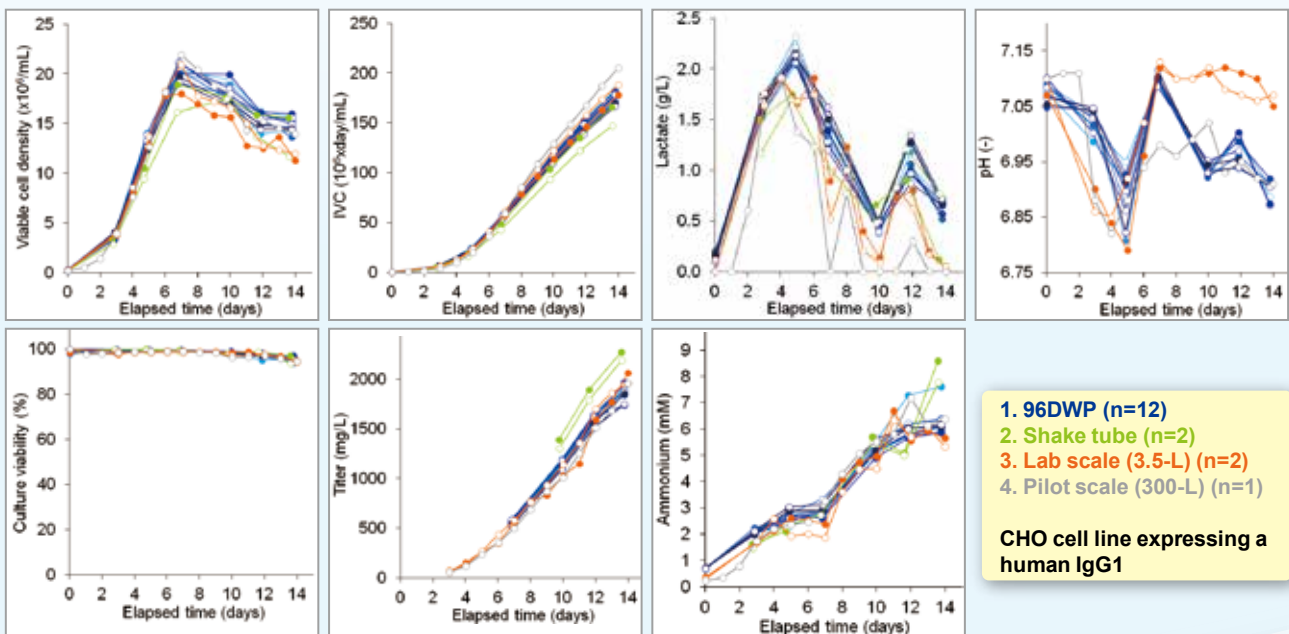 Viable cell density (x10⁶/mL)
25
20
15
10
5
0
0 2 4 6 8 10 12 14
Elapsed time (days)
IVC (10⁶xday/mL)
250
200
150
100
50
0
0 2 4 6 8 10 12 14
Elapsed time (days)
Lactate (g/L)
2.5
2.0
1.5
1.0
0.5
0.0
0 2 4 6 8 10 12 14
Elapsed time (days)
pH (-)
7.15
7.05
6.95
6.85
6.75
0 2 4 6 8 10 12 14
Elapsed time (days)
Culture viability (%)
100
80
60
40
20
0
0 2 4 6 8 10 12 14
Elapsed time (days)
Titer (mg/L)
2000
1500
1000
500
0
0 2 4 6 8 10 12 14
Elapsed time (days)
Ammonium (mM)
9
8
7
6
5
4
3
2
1
0
0 2 4 6 8 10 12 14
Elapsed time (days)
1. 96DWP (n=12)
2. Shake tube (n=2)
3. Lab scale (3.5-L) (n=2)
4. Pilot scale (300-L) (n=1)
CHO cell line expressing a
human IgG1